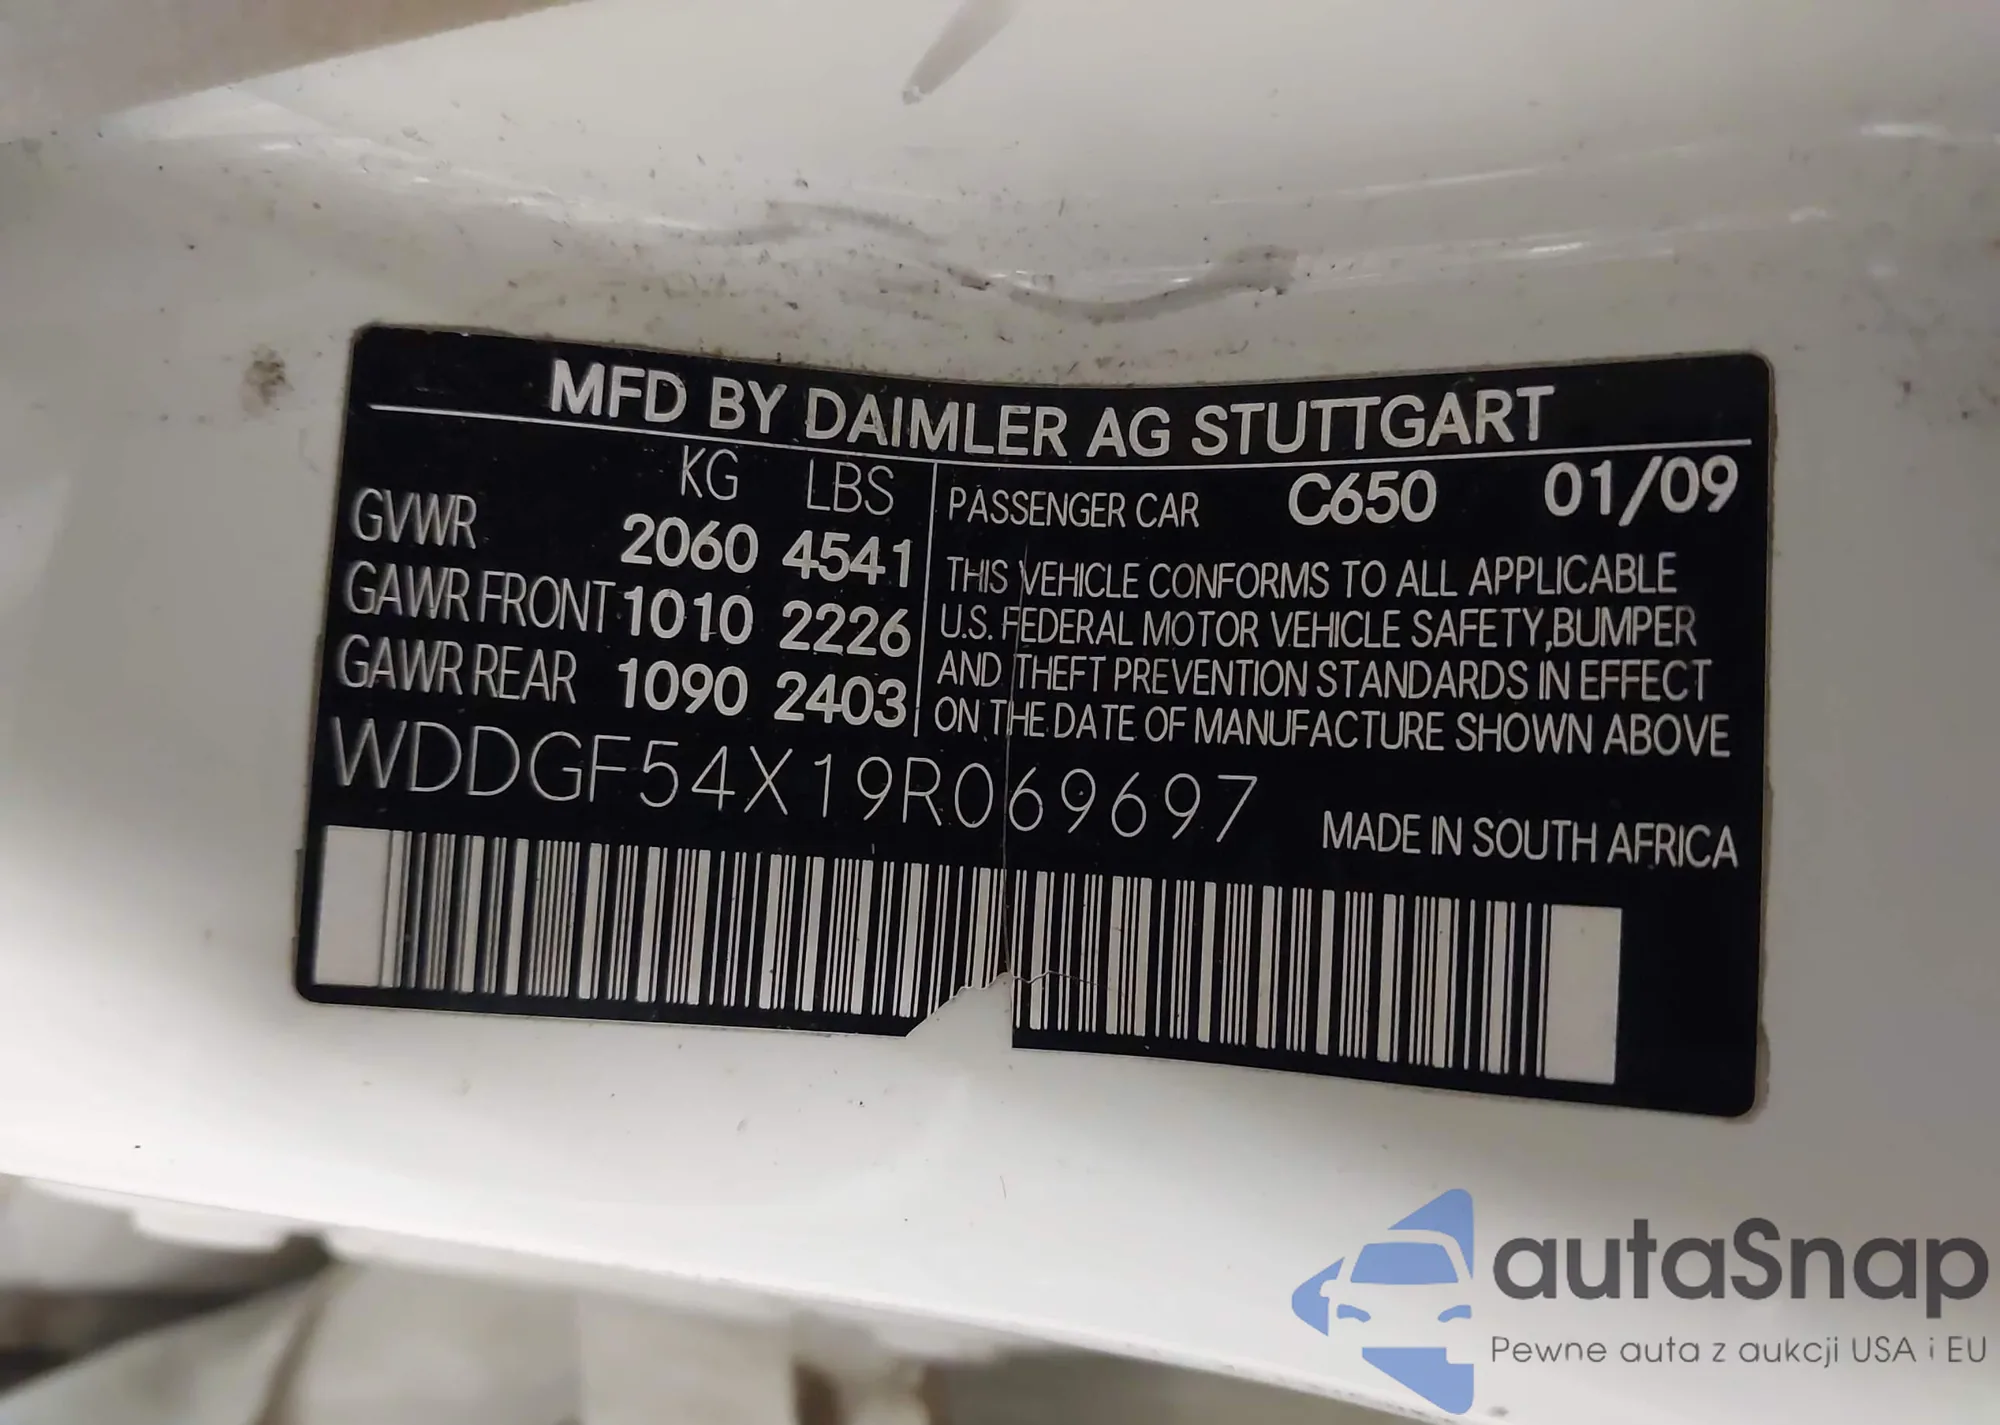 MFD BY DAIMLER AG STUTTGART
KG LBS
GVWR 2060 4541
GAWR FRONT 1010 2226
GAWR REAR 1090 2403
PASSENGER CAR C650 01/09
THIS VEHICLE CONFORMS TO ALL APPLICABLE
U.S. FEDERAL MOTOR VEHICLE SAFETY,BUMPER
AND THEFT PREVENTION STANDARDS IN EFFECT
ON THE DATE OF MANUFACTURE SHOWN ABOVE
WDDGF54X19R069697
MADE IN SOUTH AFRICA
autaSnap
Pewne auta z aukcji USA i EU